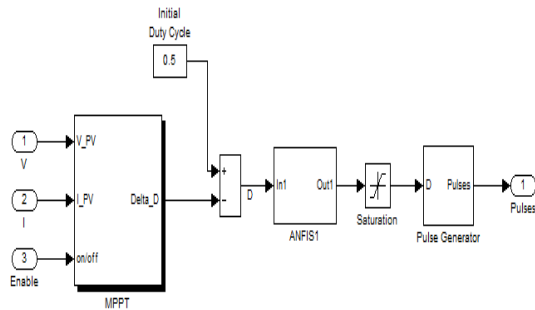 Initial
Duty Cycle
0.5
1
V
2
I
3
Enable
V_PV
I_PV
on/off
Delta_D
MPPT
+
−
D
In1
Out1
ANFIS1
Saturation
D
Pulses
Pulse Generator
1
Pulses